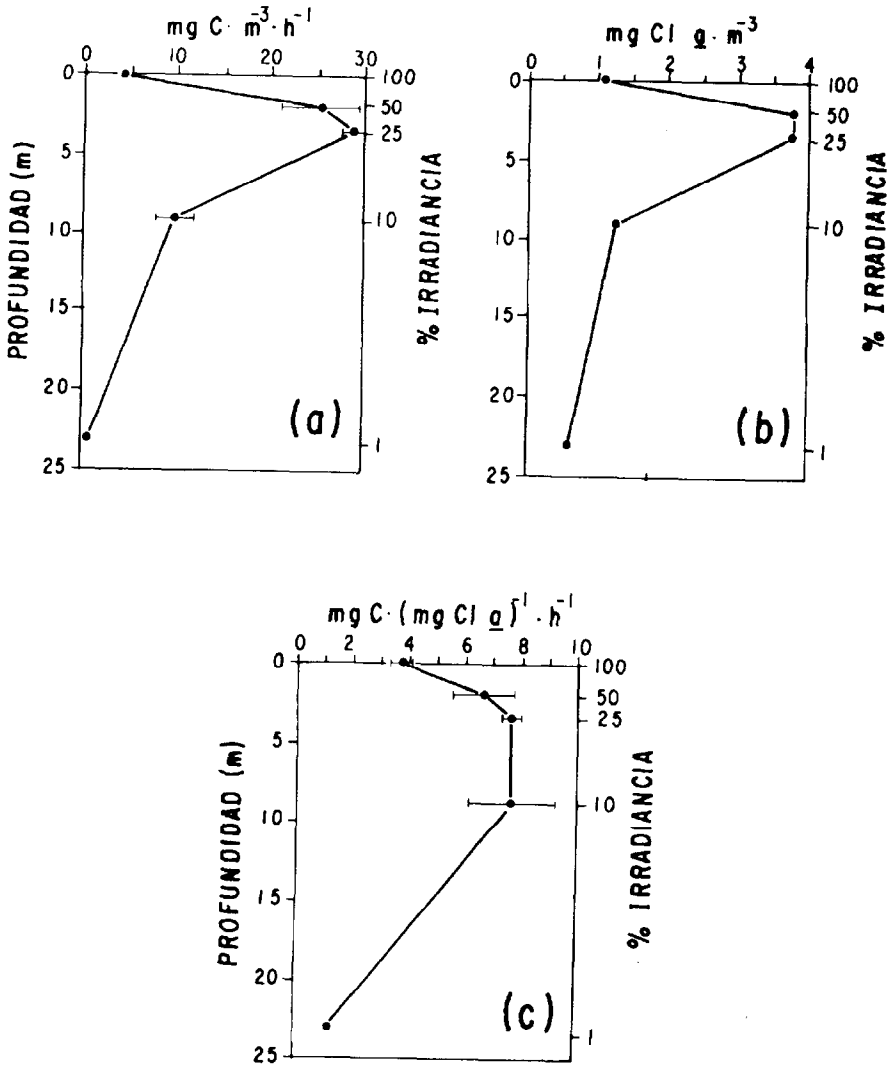 mg C · m⁻³ · h⁻¹
0 10 20 30
0 5 10 15 20 25
PROFUNDIDAD (m)
100 50 25 10 1
% IRRADIANCIA
(a)
mg Cl a · m⁻³
0 1 2 3 4
0 5 10 15 20 25
100 50 25 10 1
% IRRADIANCIA
(b)
mg C · (mg Cl a)⁻¹ · h⁻¹
0 2 4 6 8 10
0 5 10 15 20 25
PROFUNDIDAD (m)
100 50 25 10 1
% IRRADIANCIA
(c)